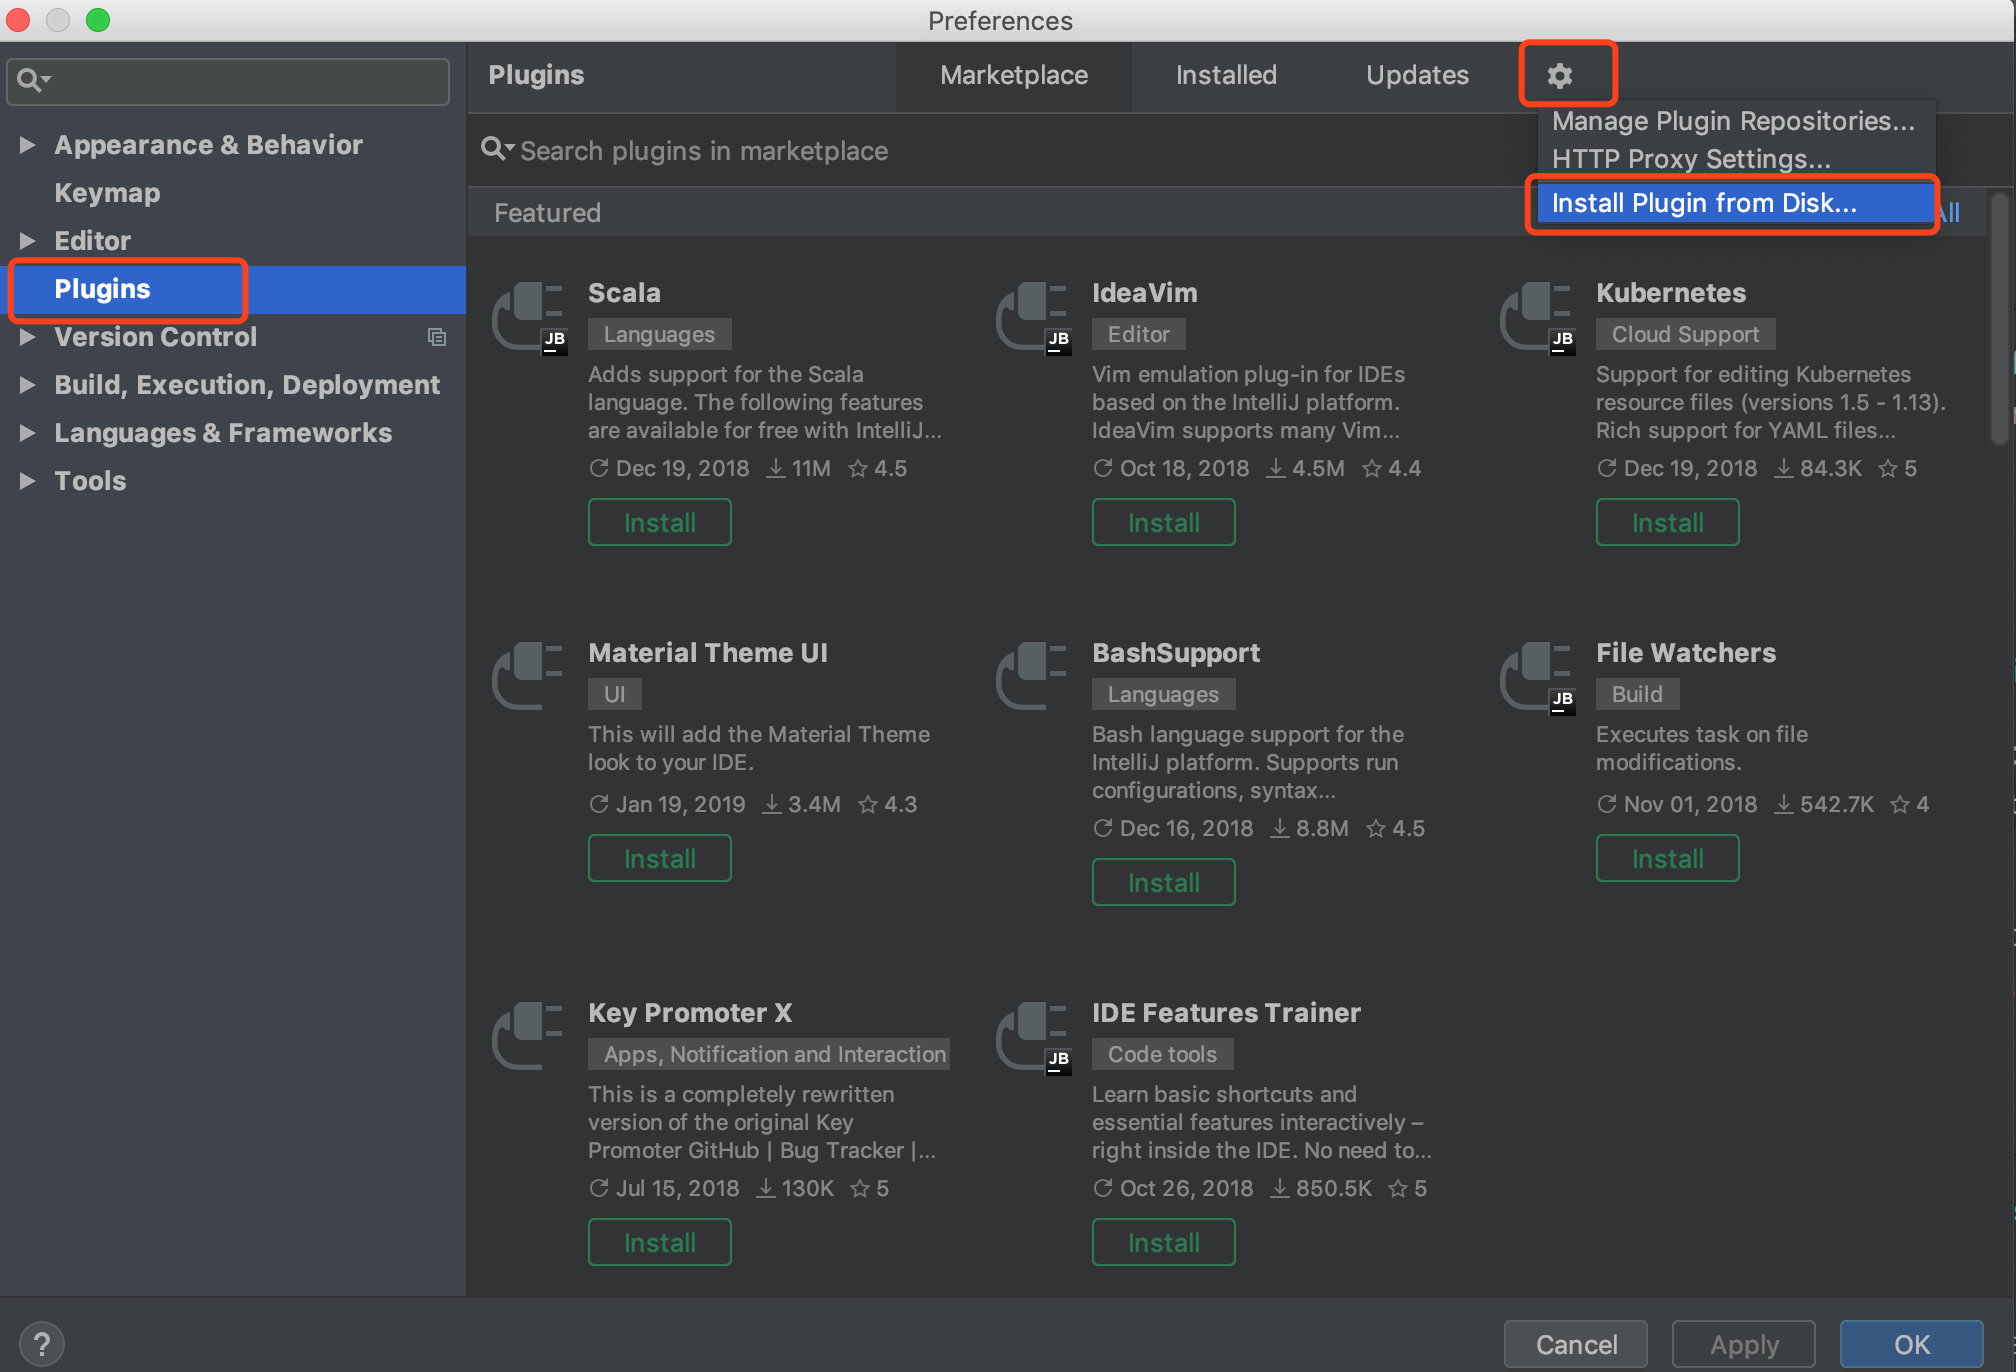 Preferences
Appearance & Behavior
Keymap
Editor
Plugins
Version Control
Build, Execution, Deployment
Languages & Frameworks
Tools
Plugins
Marketplace
Installed
Updates
Manage Plugin Repositories...
HTTP Proxy Settings...
Install Plugin from Disk...
Search plugins in marketplace
Featured
All
Scala
Languages
Adds support for the Scala
language. The following features
are available for free with IntelliJ...
Dec 19, 2018 11M 4.5
Install
JB
IdeaVim
Editor
Vim emulation plug-in for IDEs
based on the IntelliJ platform.
IdeaVim supports many Vim...
Oct 18, 2018 4.5M 4.4
Install
JB
Kubernetes
Cloud Support
Support for editing Kubernetes
resource files (versions 1.5 - 1.13).
Rich support for YAML files...
Dec 19, 2018 84.3K 5
Install
JB
Material Theme UI
UI
This will add the Material Theme
look to your IDE.
Jan 19, 2019 3.4M 4.3
Install
BashSupport
Languages
Bash language support for the
IntelliJ platform. Supports run
configurations, syntax...
Dec 16, 2018 8.8M 4.5
Install
File Watchers
Build
Executes task on file
modifications.
Nov 01, 2018 542.7K 4
Install
JB
Key Promoter X
Apps, Notification and Interaction
This is a completely rewritten
version of the original Key
Promoter GitHub | Bug Tracker |...
Jul 15, 2018 130K 5
Install
IDE Features Trainer
Code tools
Learn basic shortcuts and
essential features interactively –
right inside the IDE. No need to...
Oct 26, 2018 850.5K 5
Install
JB
?
Cancel
Apply
OK